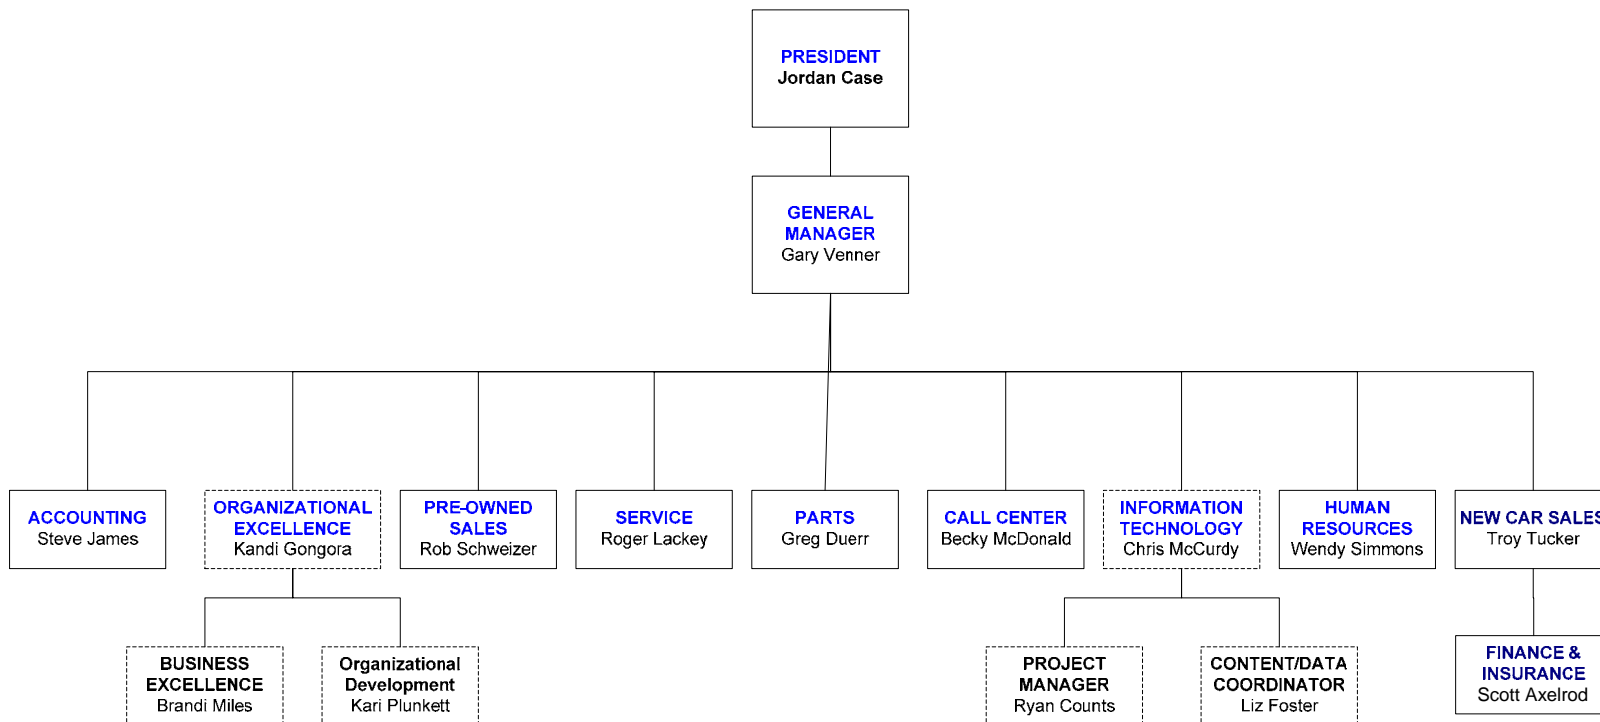 PRESIDENT
Jordan Case
GENERAL
MANAGER
Gary Venner
ACCOUNTING
Steve James
ORGANIZATIONAL
EXCELLENCE
Kandi Gongora
PRE-OWNED
SALES
Rob Schweizer
SERVICE
Roger Lackey
PARTS
Greg Duerr
CALL CENTER
Becky McDonald
INFORMATION
TECHNOLOGY
Chris McCurdy
HUMAN
RESOURCES
Wendy Simmons
NEW CAR SALES
Troy Tucker
BUSINESS
EXCELLENCE
Brandi Miles
Organizational
Development
Kari Plunkett
PROJECT
MANAGER
Ryan Counts
CONTENT/DATA
COORDINATOR
Liz Foster
FINANCE &
INSURANCE
Scott Axelrod